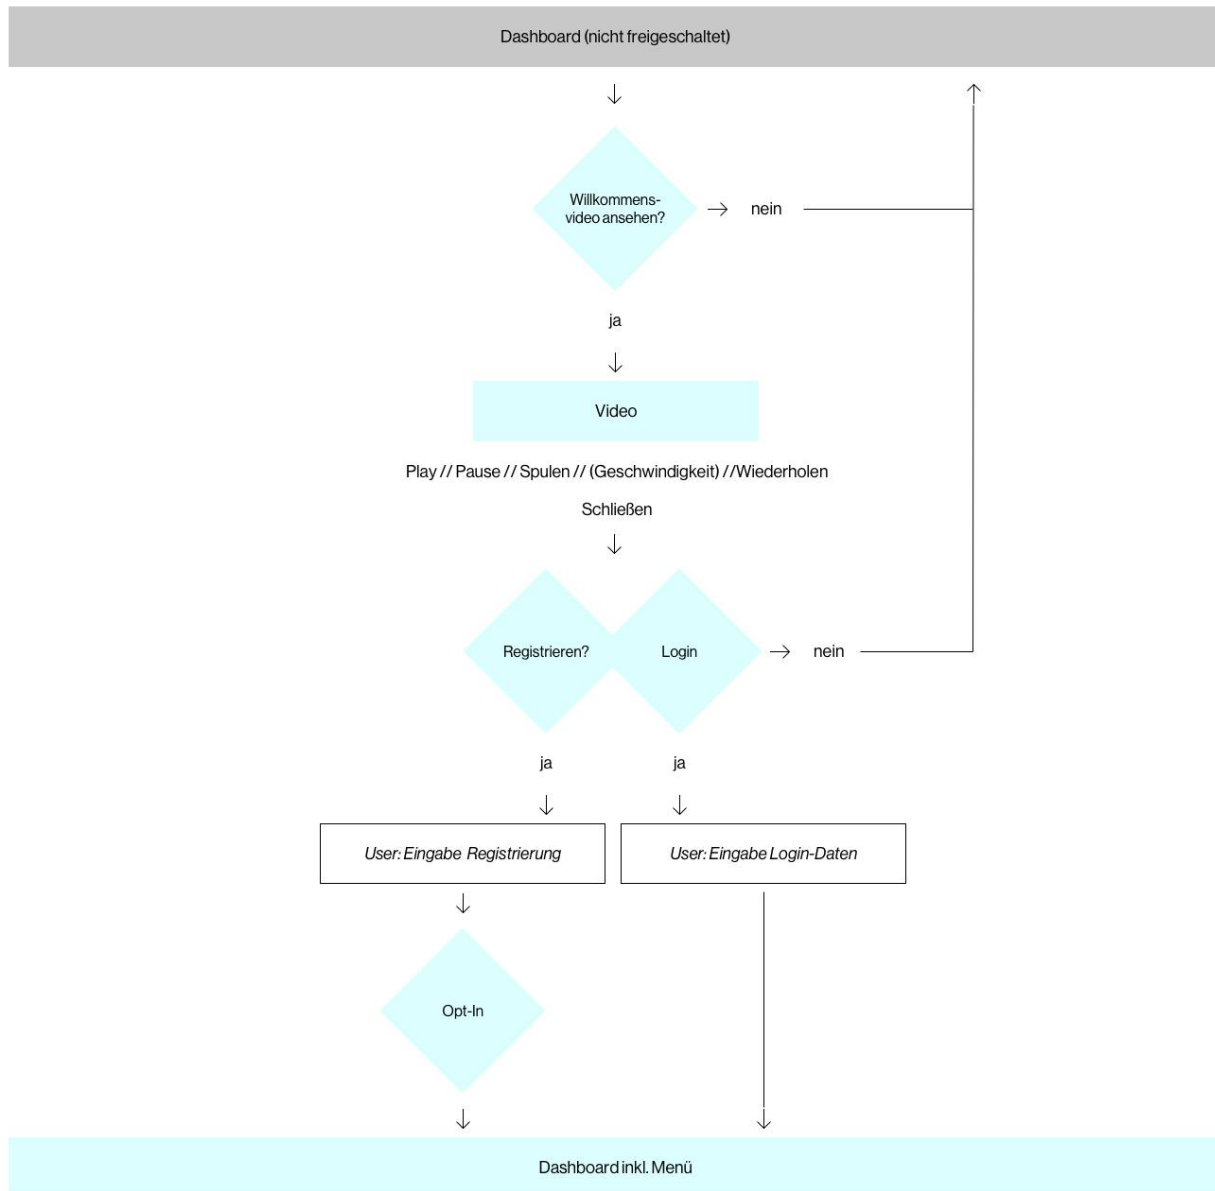 Dashboard (nicht freigeschaltet)
Willkommens-
video ansehen?
nein
ja
Video
Play // Pause // Spulen // (Geschwindigkeit) //Wiederholen
Schließen
Registrieren?
Login
nein
ja
ja
User: Eingabe Registrierung
User: Eingabe Login-Daten
Opt-In
Dashboard inkl. Menü